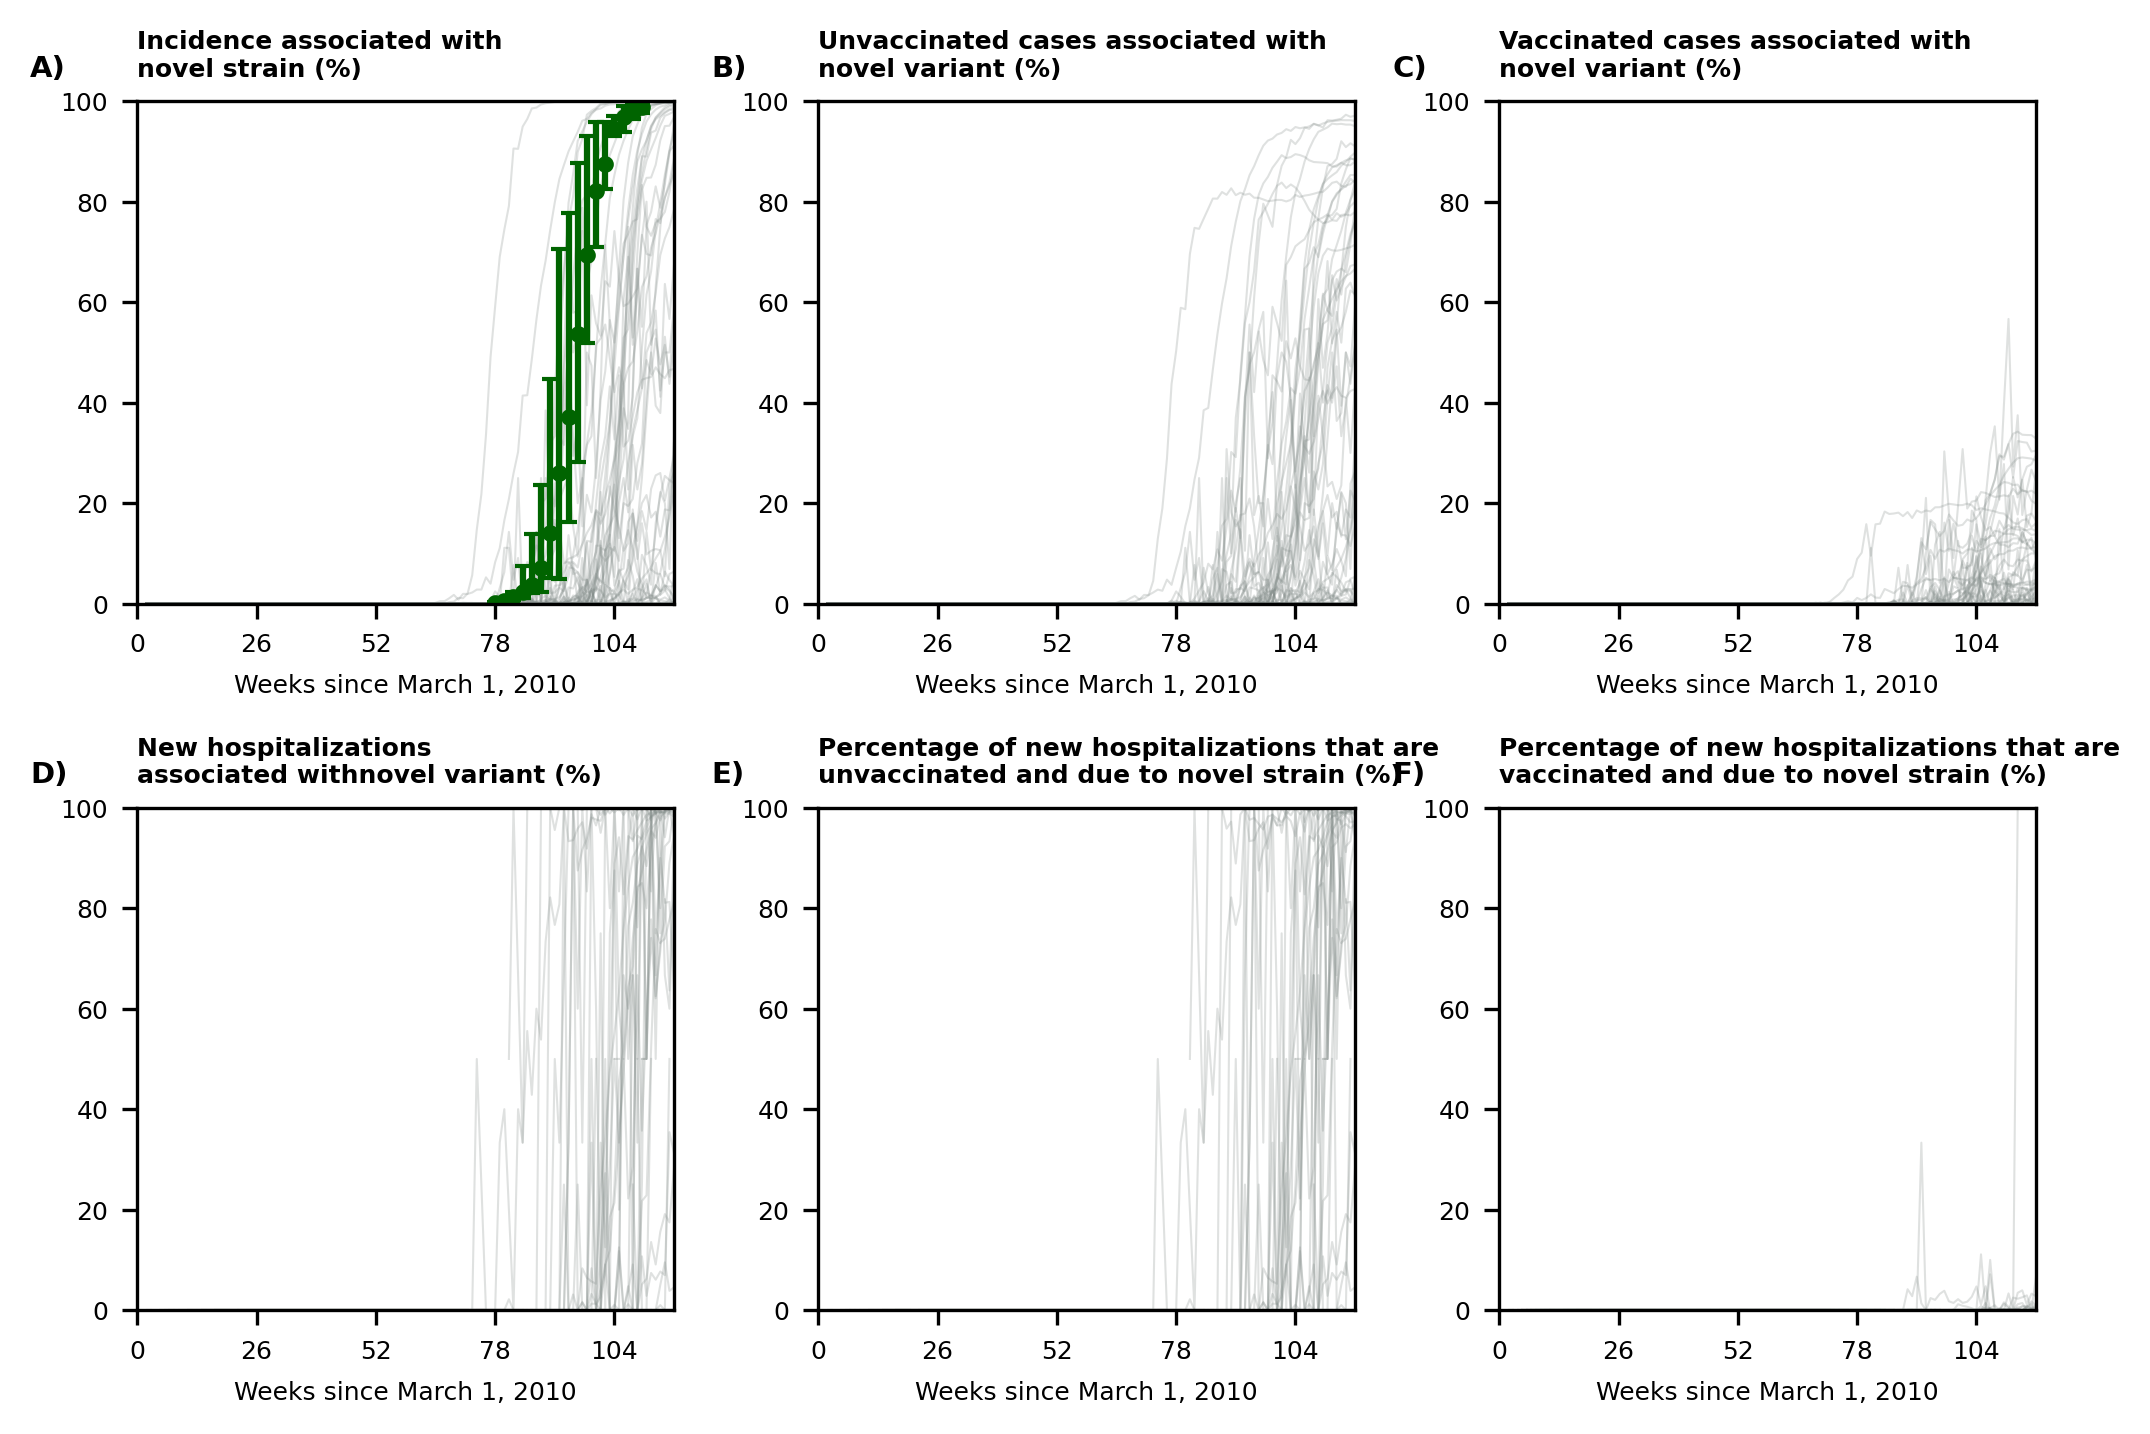 A)
Incidence associated with
novel strain (%)
100
80
60
40
20
0
0 26 52 78 104
Weeks since March 1, 2010
B)
Unvaccinated cases associated with
novel variant (%)
100
80
60
40
20
0
0 26 52 78 104
Weeks since March 1, 2010
C)
Vaccinated cases associated with
novel variant (%)
100
80
60
40
20
0
0 26 52 78 104
Weeks since March 1, 2010
D)
New hospitalizations
associated withnovel variant (%)
100
80
60
40
20
0
0 26 52 78 104
Weeks since March 1, 2010
E)
Percentage of new hospitalizations that are
unvaccinated and due to novel strain (%)
100
80
60
40
20
0
0 26 52 78 104
Weeks since March 1, 2010
F)
Percentage of new hospitalizations that are
vaccinated and due to novel strain (%)
100
80
60
40
20
0
0 26 52 78 104
Weeks since March 1, 2010